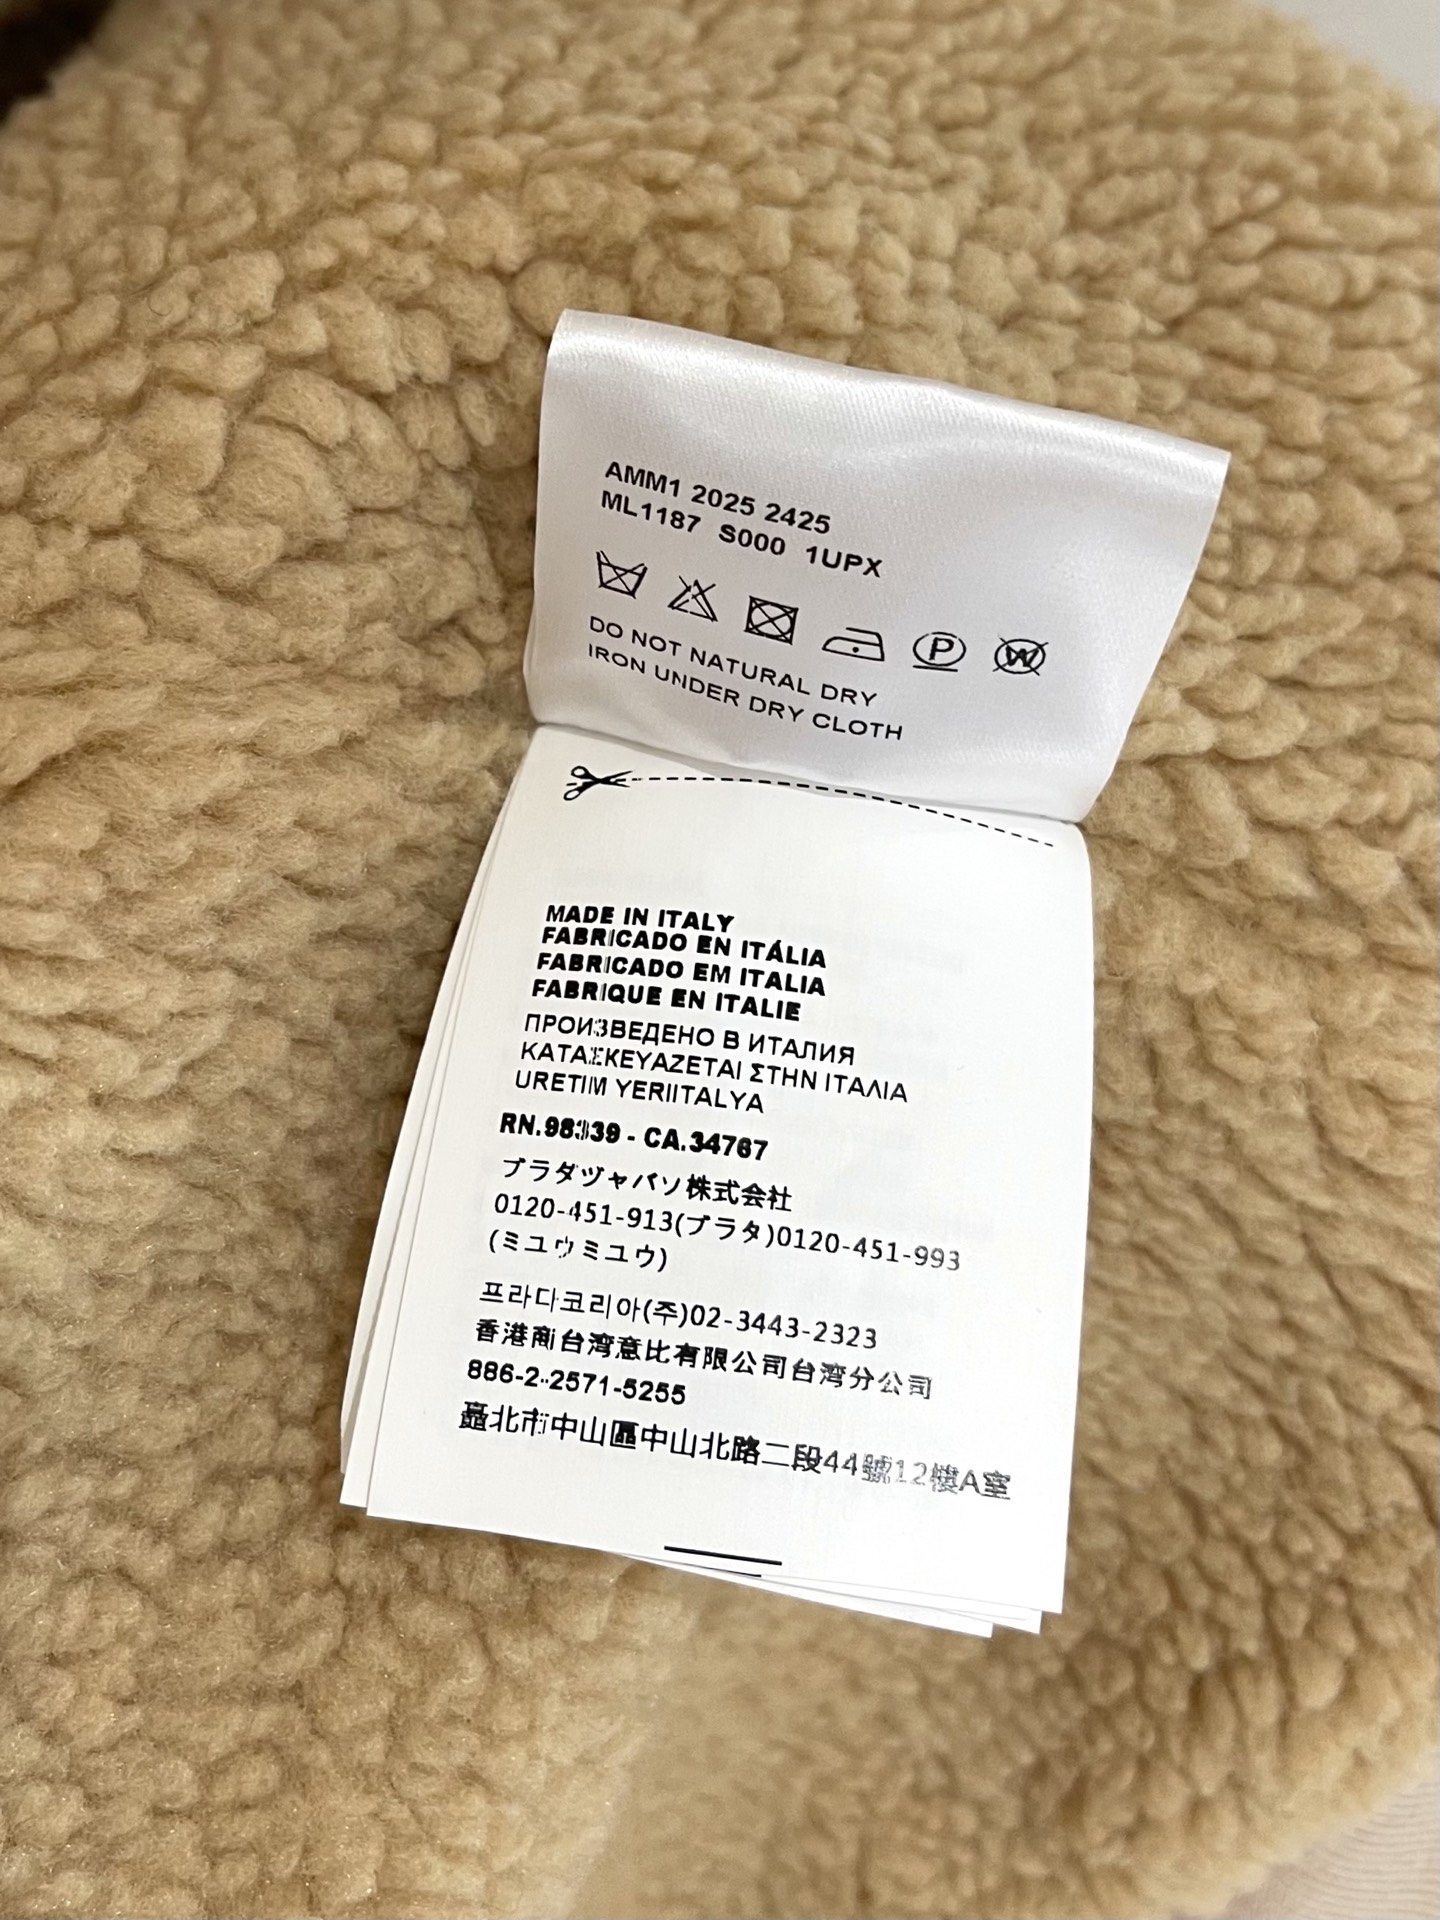 AMM1 2025 2425
ML1187 S000 1UPX
P
W
DO NOT NATURAL DRY
IRON UNDER DRY CLOTH
MADE IN ITALY
FABRICADO EN ITÁLIA
FABRICADO EM ITALIA
FABRIQUE EN ITALIE
ПРОИЗВЕДЕНО В ИТАЛИЯ
ΚΑΤΑΣΚΕΥΑΖΕΤΑΙ ΣΤΗΝ ΙΤΑΛΙΑ
URETIM YERIITALYA
RN.98339 - CA.34767
プラダヅャバソ株式会社
0120-451-913(プラタ)0120-451-993
(ミユウミユウ)
프라다코리아(주)02-3443-2323
香港商台湾意比有限公司台湾分公司
886-2-2571-5255
臺北市中山區中山北路二段44號12樓A室